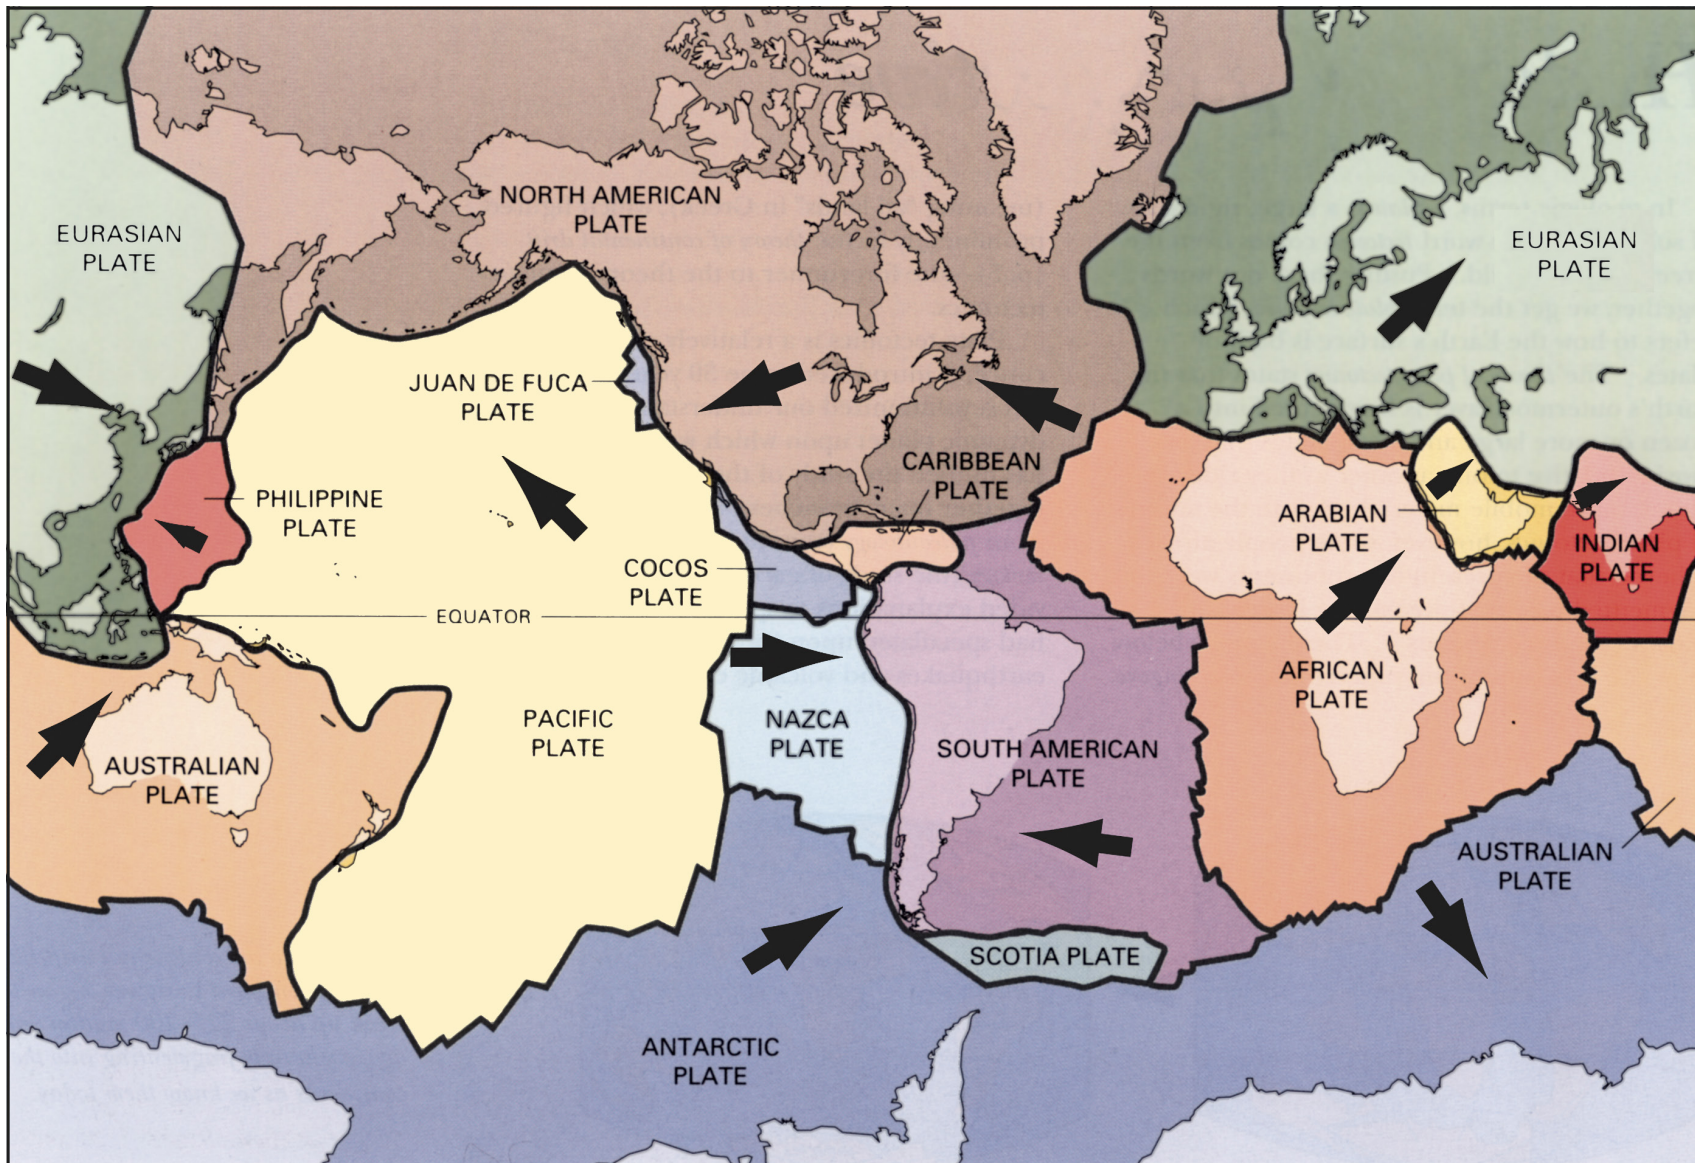 NORTH AMERICAN
PLATE
EURASIAN
PLATE
EURASIAN
PLATE
JUAN DE FUCA
PLATE
CARIBBEAN
PLATE
PHILIPPINE
PLATE
ARABIAN
PLATE
INDIAN
PLATE
COCOS
PLATE
EQUATOR
AFRICAN
PLATE
PACIFIC
PLATE
NAZCA
PLATE
SOUTH AMERICAN
PLATE
AUSTRALIAN
PLATE
AUSTRALIAN
PLATE
SCOTIA PLATE
ANTARCTIC
PLATE